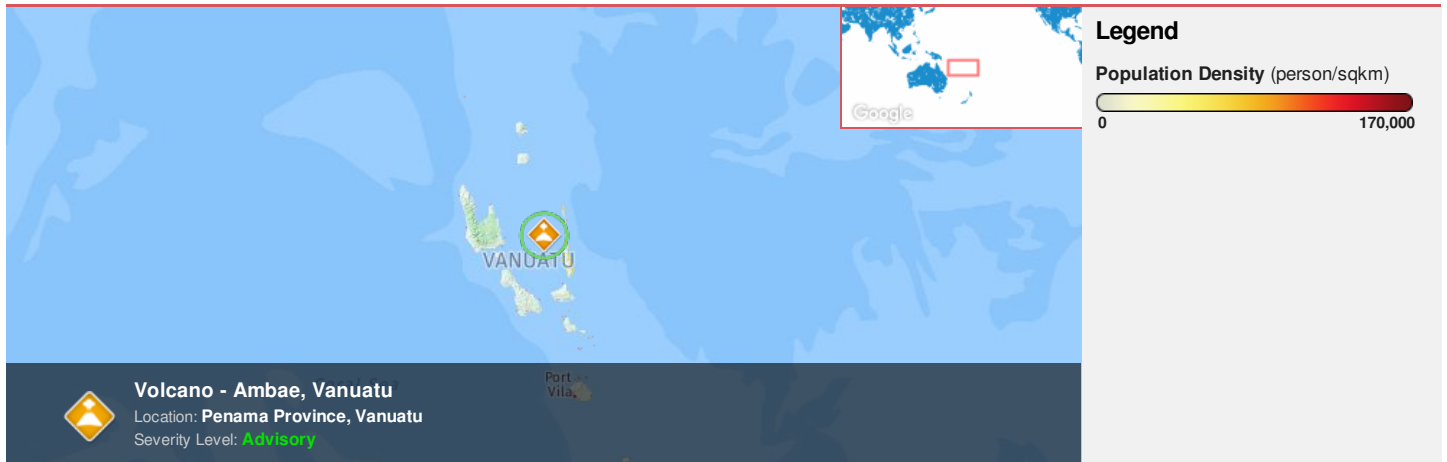 Google
Legend
Population Density (person/sqkm)
0 170,000
VANUATU
Port
Vila
Volcano - Ambae, Vanuatu
Location: Penama Province, Vanuatu
Severity Level: Advisory